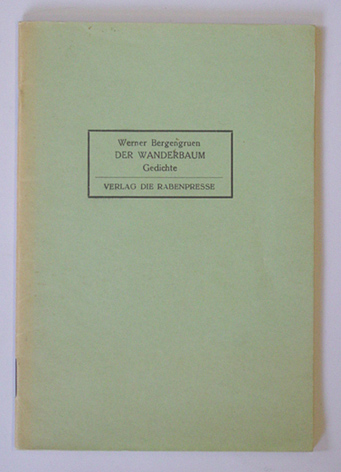 Werner Bergengruen
DER WANDERBAUM
Gedichte
VERLAG DIE RABENPRESSE